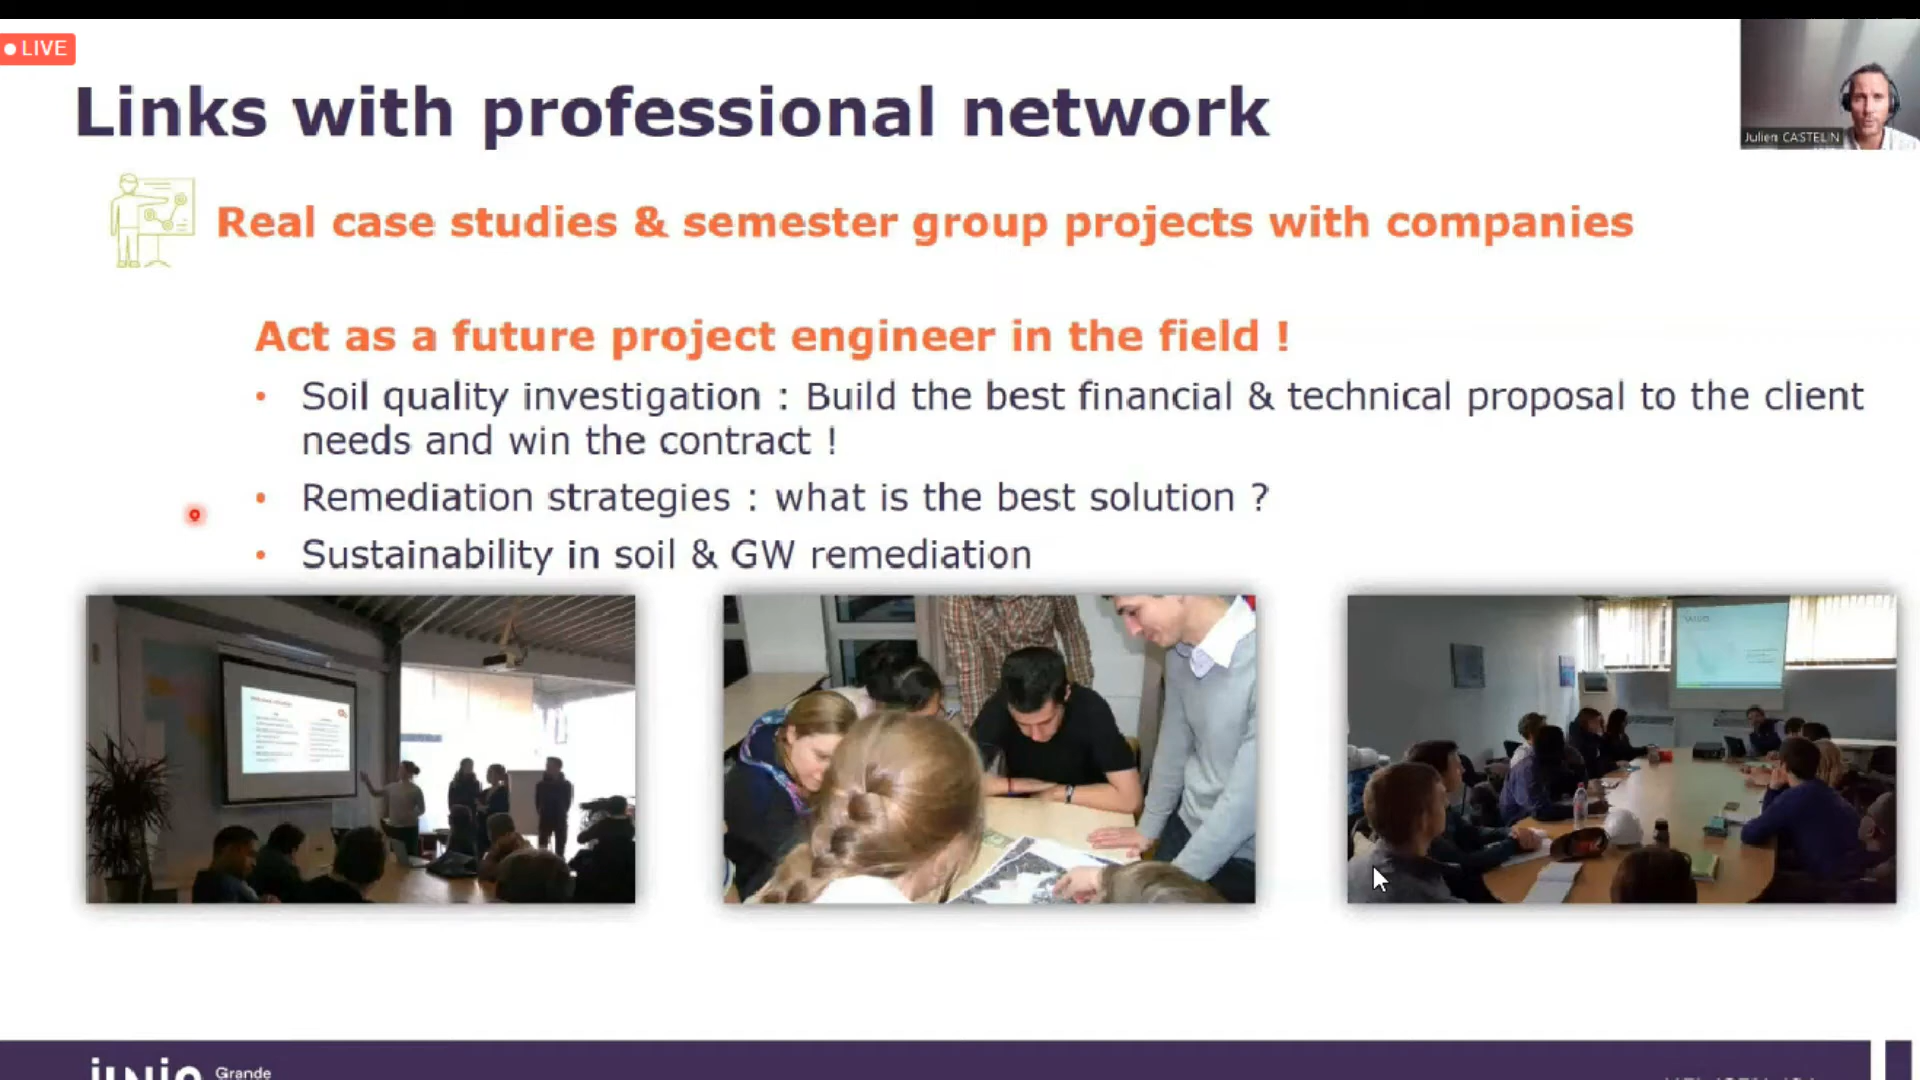 LIVE
Links with professional network
Julien CASTELIN
Real case studies & semester group projects with companies
Act as a future project engineer in the field !
• Soil quality investigation : Build the best financial & technical proposal to the client
needs and win the contract !
• Remediation strategies : what is the best solution ?
• Sustainability in soil & GW remediation
Grande